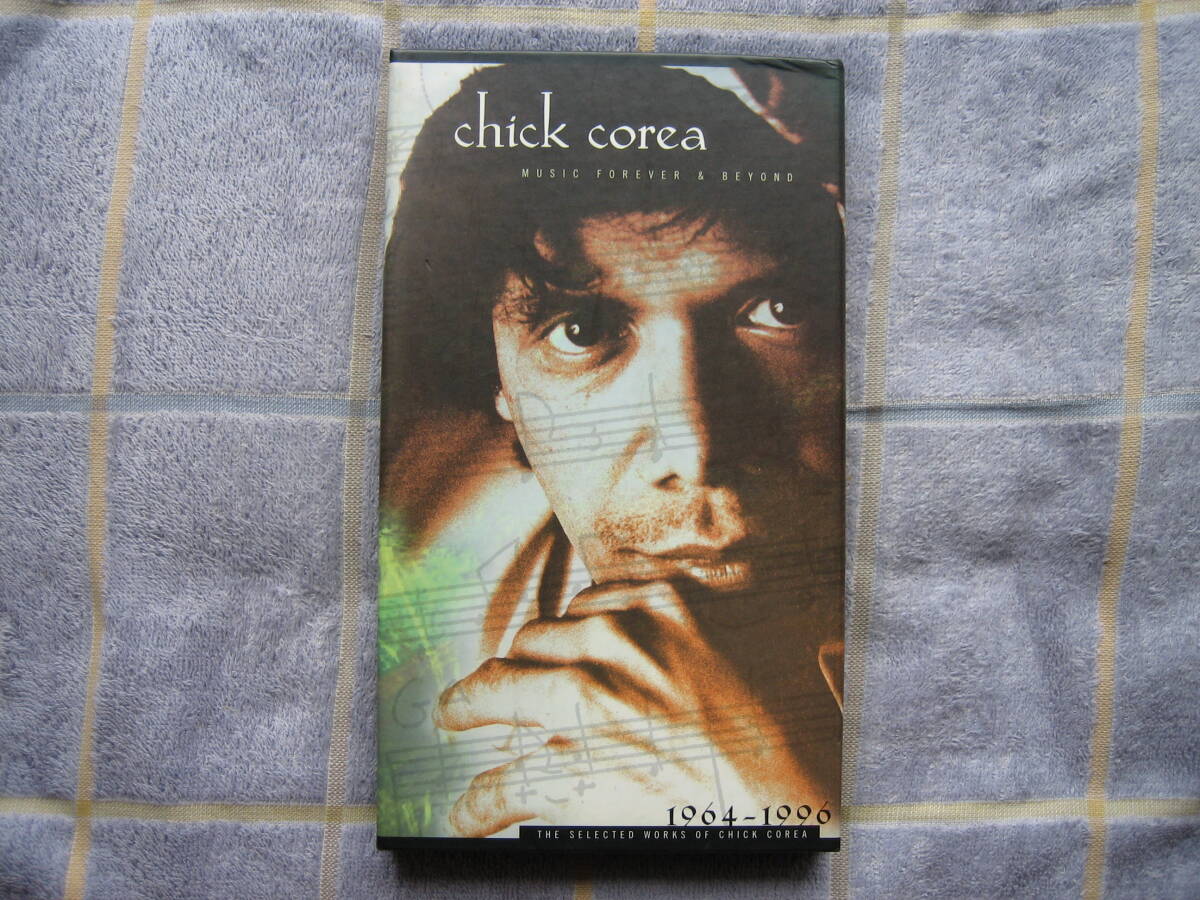 chick corea
MUSIC FOREVER & BEYOND
G
1964-1996
THE SELECTED WORKS OF CHICK COREA